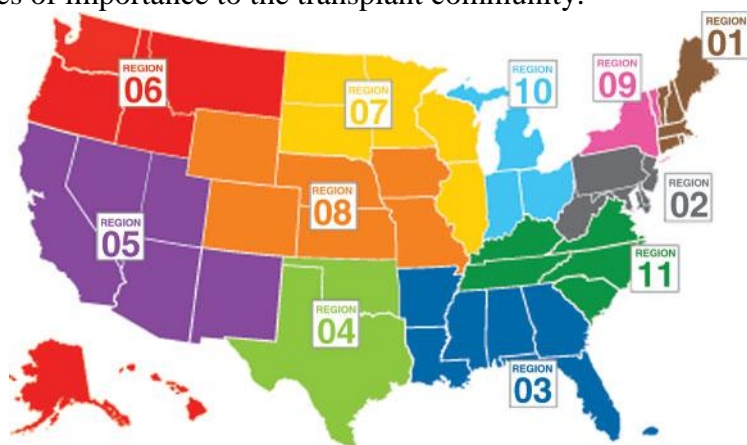 es of importance to the transplant community.
REGION
01
REGION
06
REGION
10
REGION
09
REGION
07
REGION
02
REGION
08
REGION
05
REGION
11
REGION
04
REGION
03